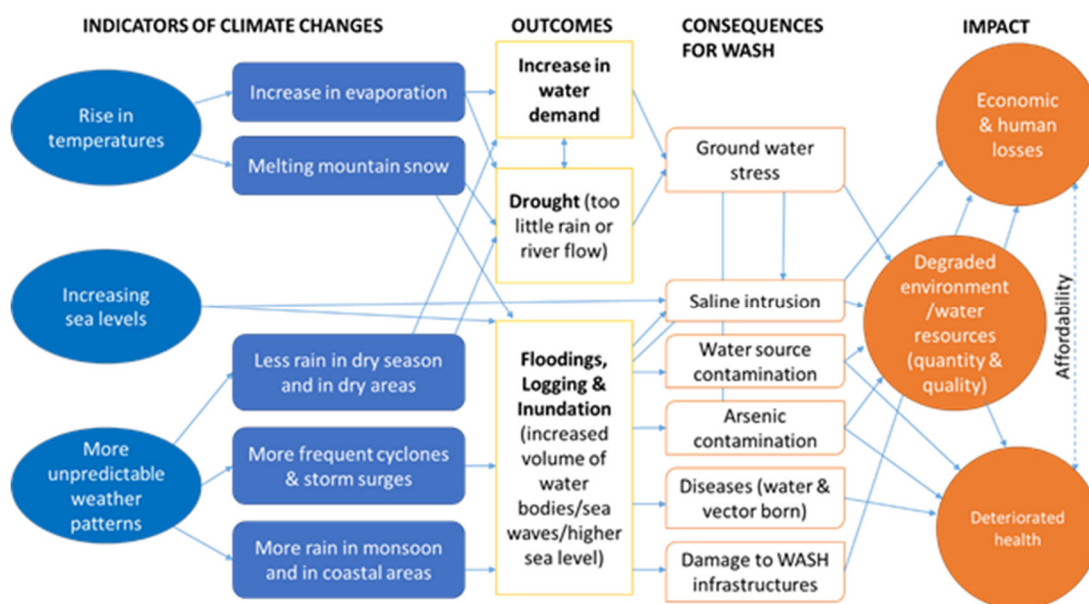 INDICATORS OF CLIMATE CHANGES
OUTCOMES
CONSEQUENCES
FOR WASH
IMPACT
Rise in
temperatures
Increasing
sea levels
More
unpredictable
weather
patterns
Increase in evaporation
Melting mountain snow
Less rain in dry season
and in dry areas
More frequent cyclones
& storm surges
More rain in monsoon
and in coastal areas
Increase in
water
demand
Drought (too
little rain or
river flow)
Floodings,
Logging &
Inundation
(increased
volume of
water
bodies/sea
waves/higher
sea level)
Ground water
stress
Saline intrusion
Water source
contamination
Arsenic
contamination
Diseases (water &
vector born)
Damage to WASH
infrastructures
Economic
& human
losses
Degraded
environment
/water
resources
(quantity &
quality)
Deteriorated
health
Affordability